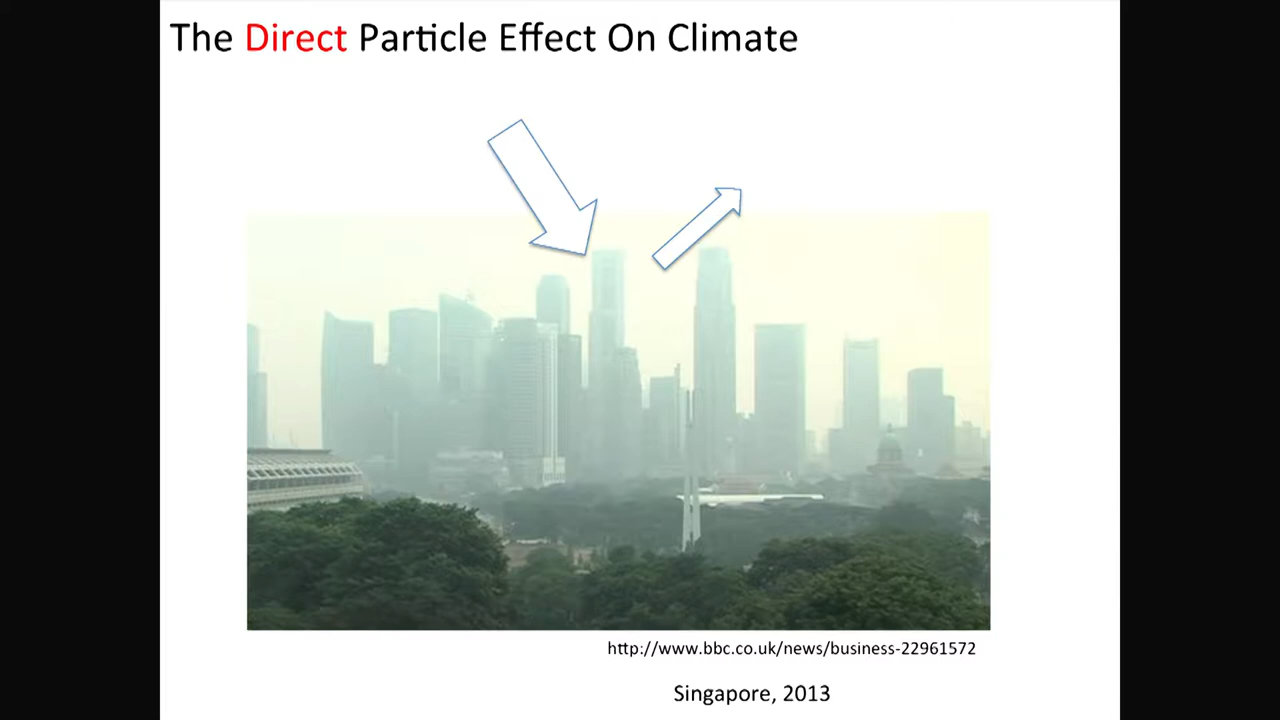 The Direct Particle Effect On Climate
http://www.bbc.co.uk/news/business-22961572
Singapore, 2013